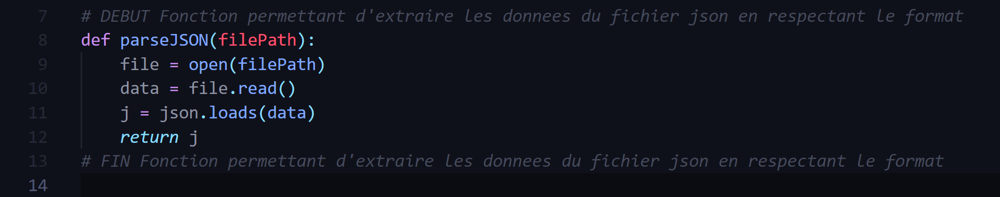 7 # DEBUT Fonction permettant d'extraire les donnees du fichier json en respectant le format
8 def parseJSON(filePath):
9     file = open(filePath)
10     data = file.read()
11     j = json.loads(data)
12     return j
13 # FIN Fonction permettant d'extraire les donnees du fichier json en respectant le format
14